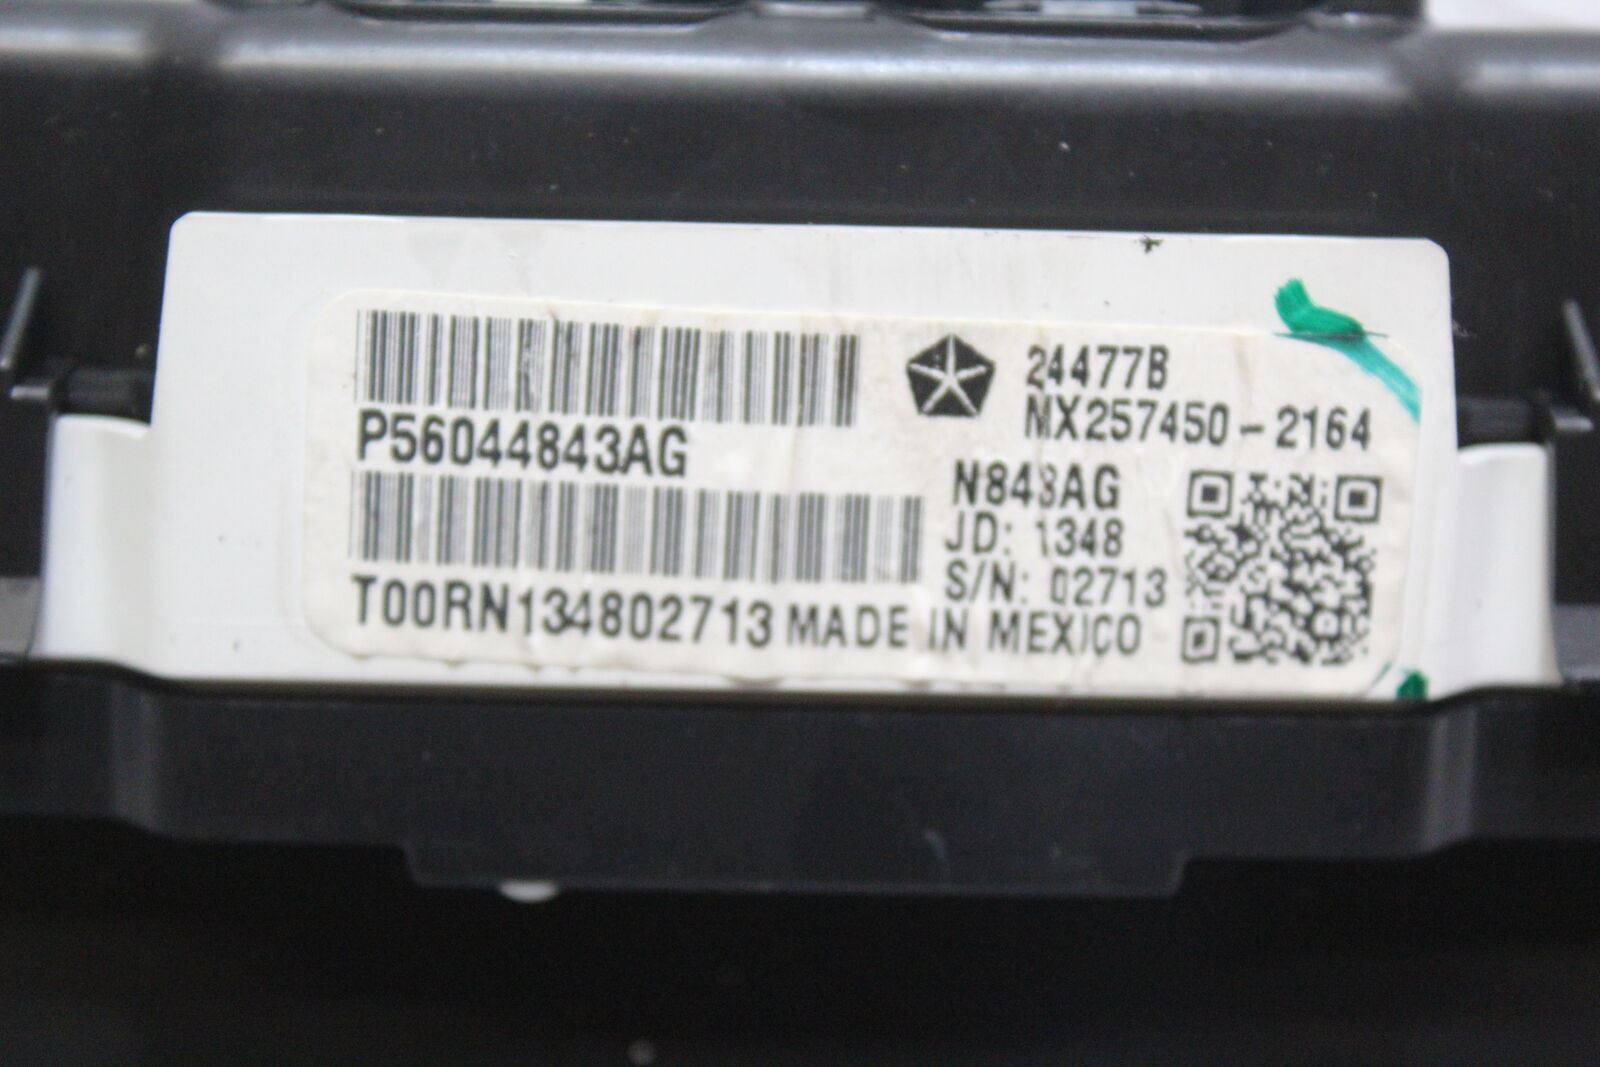 P56044843AG
T00RN134802713 MADE IN MEXICO
24477B
MX257450-2164
N843AG
JD: 1348
S/N: 02713